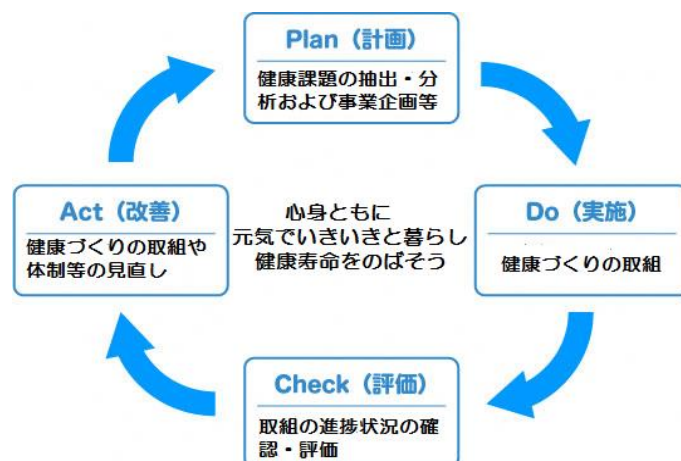 Plan（計画）
健康課題の抽出・分
析および事業企画等
Act（改善）
健康づくりの取組や
体制等の見直し
心身ともに
元気でいきいきと暮らし
健康寿命をのばそう
Do（実施）
健康づくりの取組
Check（評価）
取組の進捗状況の確
認・評価